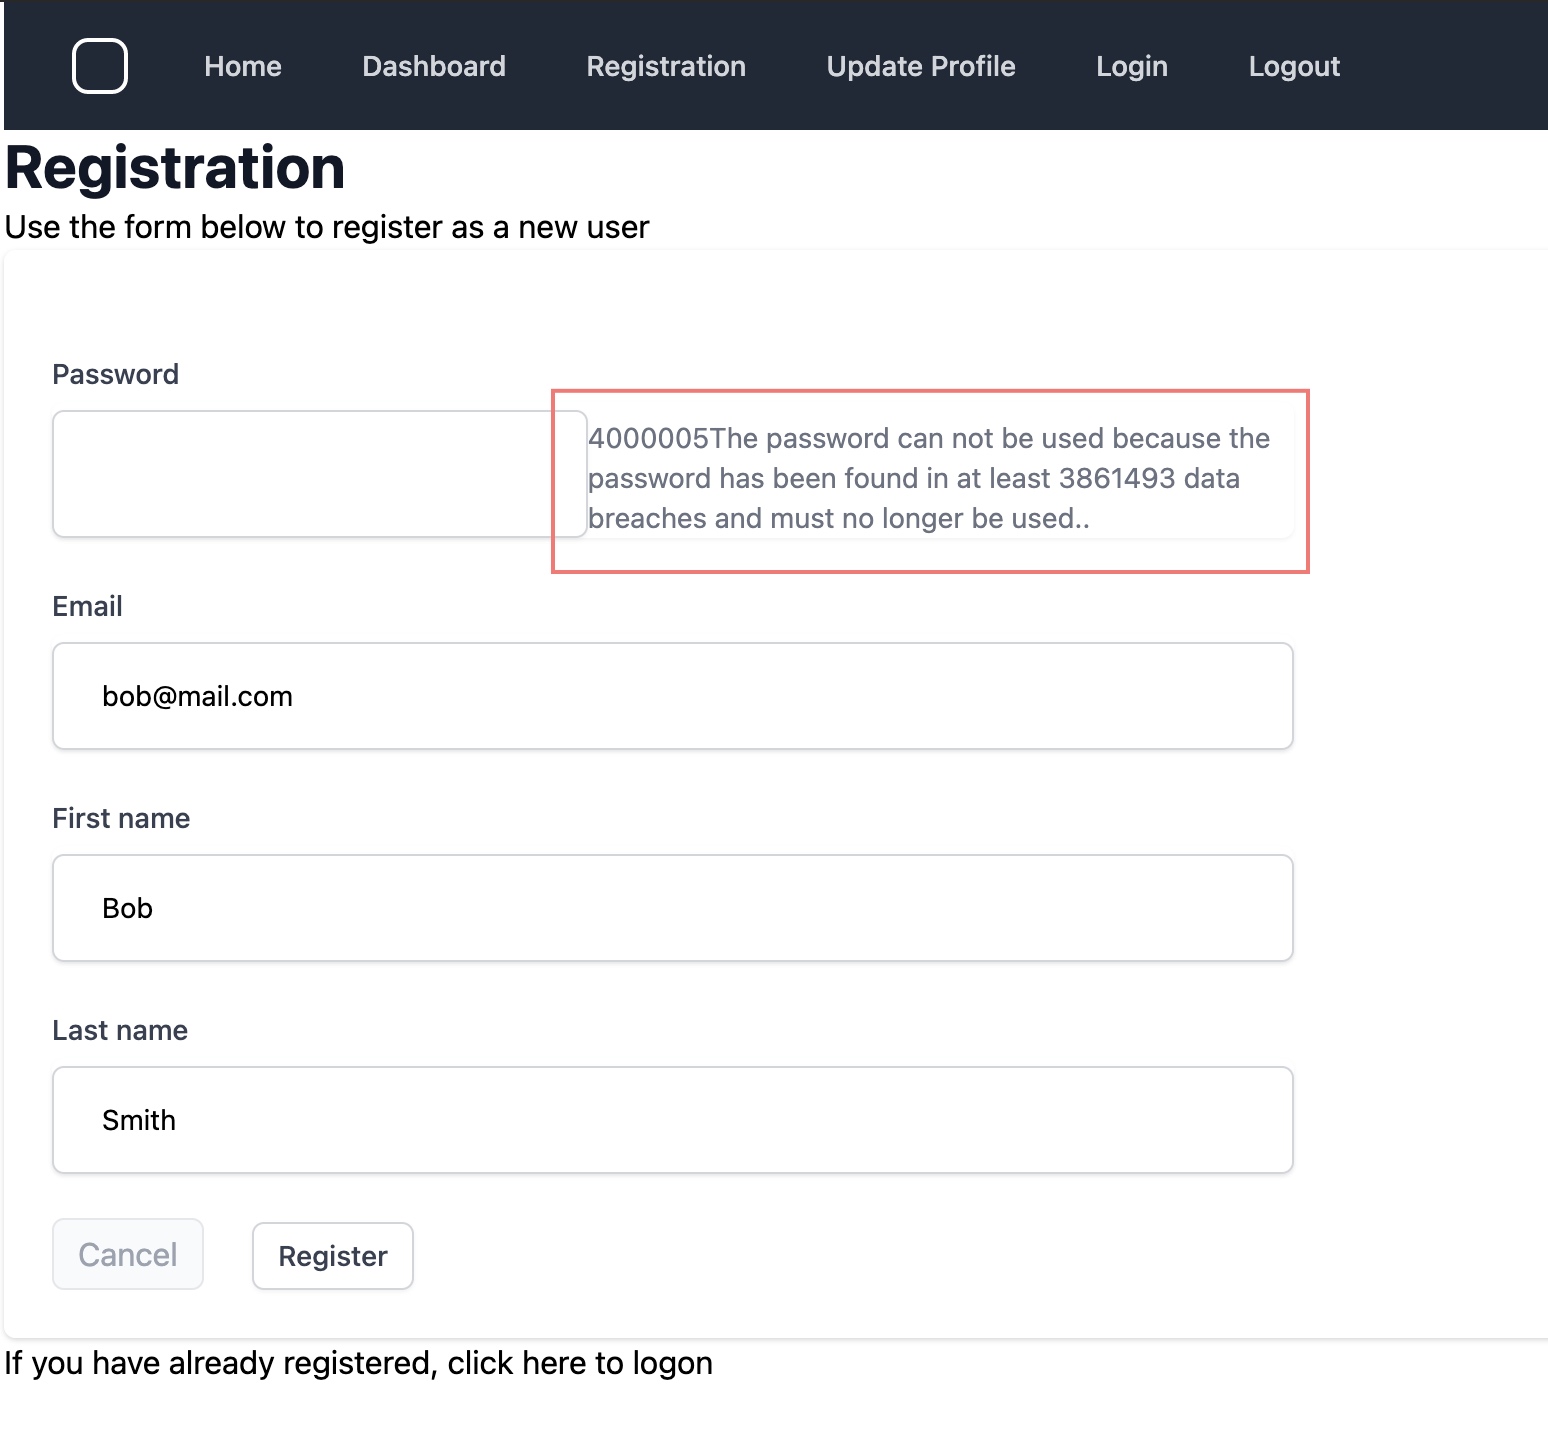 Home Dashboard Registration Update Profile Login Logout
Registration
Use the form below to register as a new user
Password
4000005The password can not be used because the
password has been found in at least 3861493 data
breaches and must no longer be used..
Email
bob@mail.com
First name
Bob
Last name
Smith
Cancel Register
If you have already registered, click here to logon